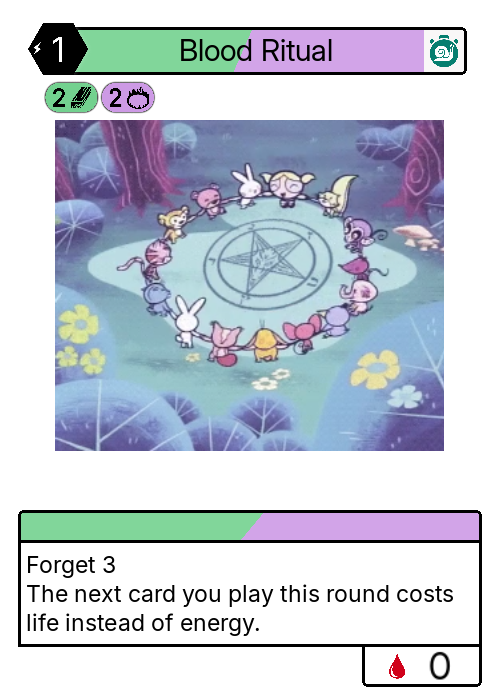 1 Blood Ritual
2 2
Forget 3
The next card you play this round costs
life instead of energy.
0